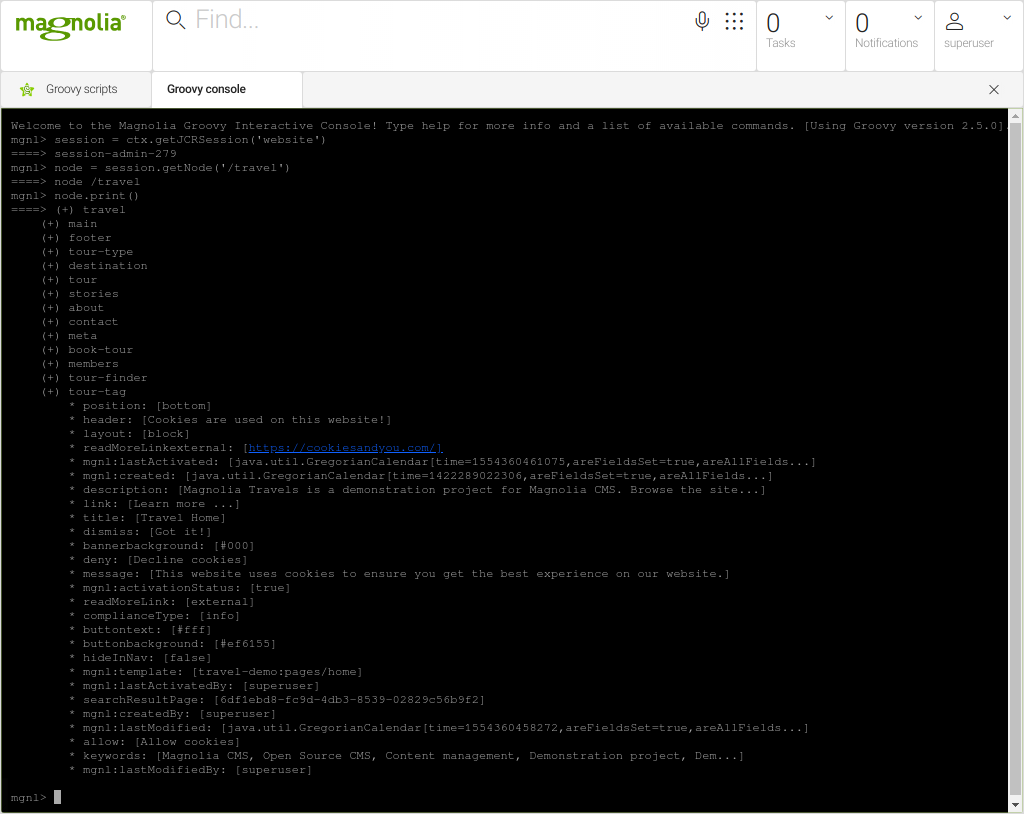 magnolia®
Find...
0
Tasks
0
Notifications
superuser
Groovy scripts
Groovy console
Welcome to the Magnolia Groovy Interactive Console! Type help for more info and a list of available commands. [Using Groovy version 2.5.0].
mgnl> session = ctx.getJCRSession('website')
====> session-admin-279
mgnl> node = session.getNode('/travel')
====> node /travel
mgnl> node.print()
====> (+) travel
(+) main
(+) footer
(+) tour-type
(+) destination
(+) tour
(+) stories
(+) about
(+) contact
(+) meta
(+) book-tour
(+) members
(+) tour-finder
(+) tour-tag
* position: [bottom]
* header: [Cookies are used on this website!]
* layout: [block]
* readMoreLinkexternal: [https://cookiesandyou.com/]
* mgnl:lastActivated: [java.util.GregorianCalendar[time=1554360461075,areFieldsSet=true,areAllFields...]
* mgnl:created: [java.util.GregorianCalendar[time=1422289022306,areFieldsSet=true,areAllFields...]
* description: [Magnolia Travels is a demonstration project for Magnolia CMS. Browse the site...]
* link: [Learn more ...]
* title: [Travel Home]
* dismiss: [Got it!]
* bannerbackground: [#000]
* deny: [Decline cookies]
* message: [This website uses cookies to ensure you get the best experience on our website.]
* mgnl:activationStatus: [true]
* readMoreLink: [external]
* complianceType: [info]
* buttontext: [#fff]
* buttonbackground: [#ef6155]
* hideInNav: [false]
* mgnl:template: [travel-demo:pages/home]
* mgnl:lastActivatedBy: [superuser]
* searchResultPage: [6df1ebd8-fc9d-4db3-8539-02829c56b9f2]
* mgnl:createdBy: [superuser]
* mgnl:lastModified: [java.util.GregorianCalendar[time=1554360458272,areFieldsSet=true,areAllFields...]
* allow: [Allow cookies]
* keywords: [Magnolia CMS, Open Source CMS, Content management, Demonstration project, Dem...]
* mgnl:lastModifiedBy: [superuser]
mgnl>